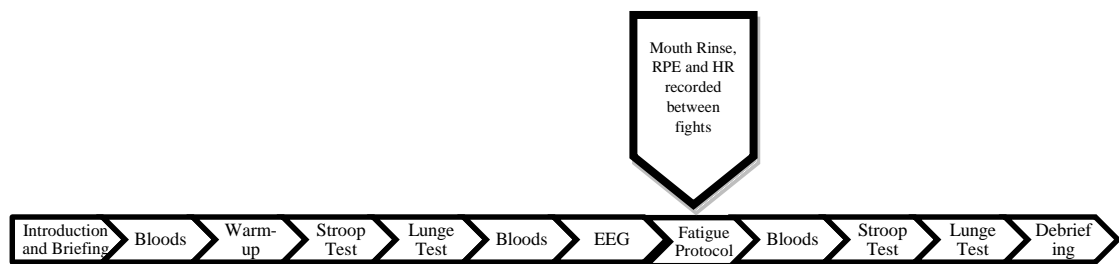 Mouth Rinse,
RPE and HR
recorded
between
fights
Introduction
and Briefing
Bloods
Warm-
up
Stroop
Test
Lunge
Test
Bloods
EEG
Fatigue
Protocol
Bloods
Stroop
Test
Lunge
Test
Debrief
ing